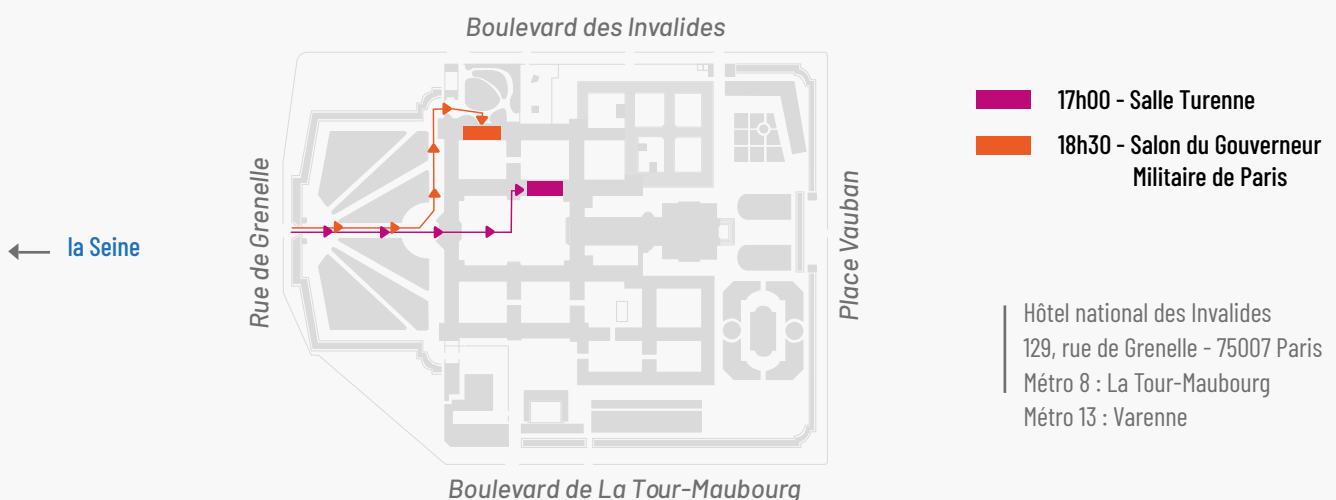 Boulevard des Invalides
17h00 - Salle Turenne
18h30 - Salon du Gouverneur
Militaire de Paris
Rue de Grenelle
la Seine
Place Vauban
Hôtel national des Invalides
129, rue de Grenelle - 75007 Paris
Métro 8 : La Tour-Maubourg
Métro 13 : Varenne
Boulevard de La Tour-Maubourg